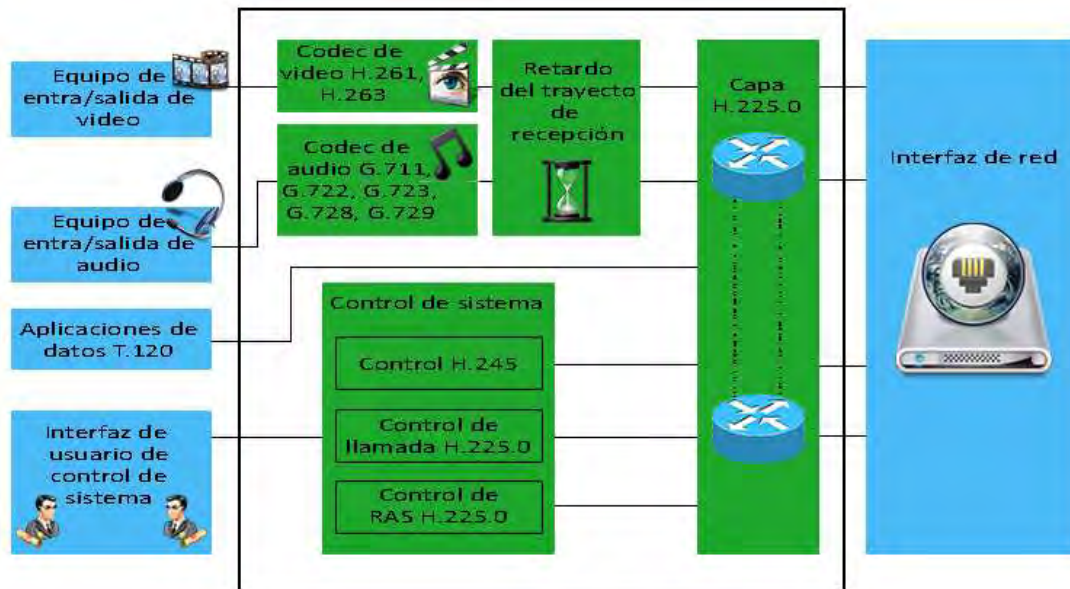 Equipo de
entra/salida de
video
Codec de
video H.261,
H.263
Retardo
del trayecto
de
recepción
Capa
H.225.0
Interfaz de red
Codec de
audio G.711,
G.722, G.723,
G.728, G.729
Equipo de
entra/salida de
audio
Aplicaciones de
datos T.120
Control de sistema
Control H.245
Control de
llamada H.225.0
Control de
RAS H.225.0
Interfaz de
usuario de
control de
sistema